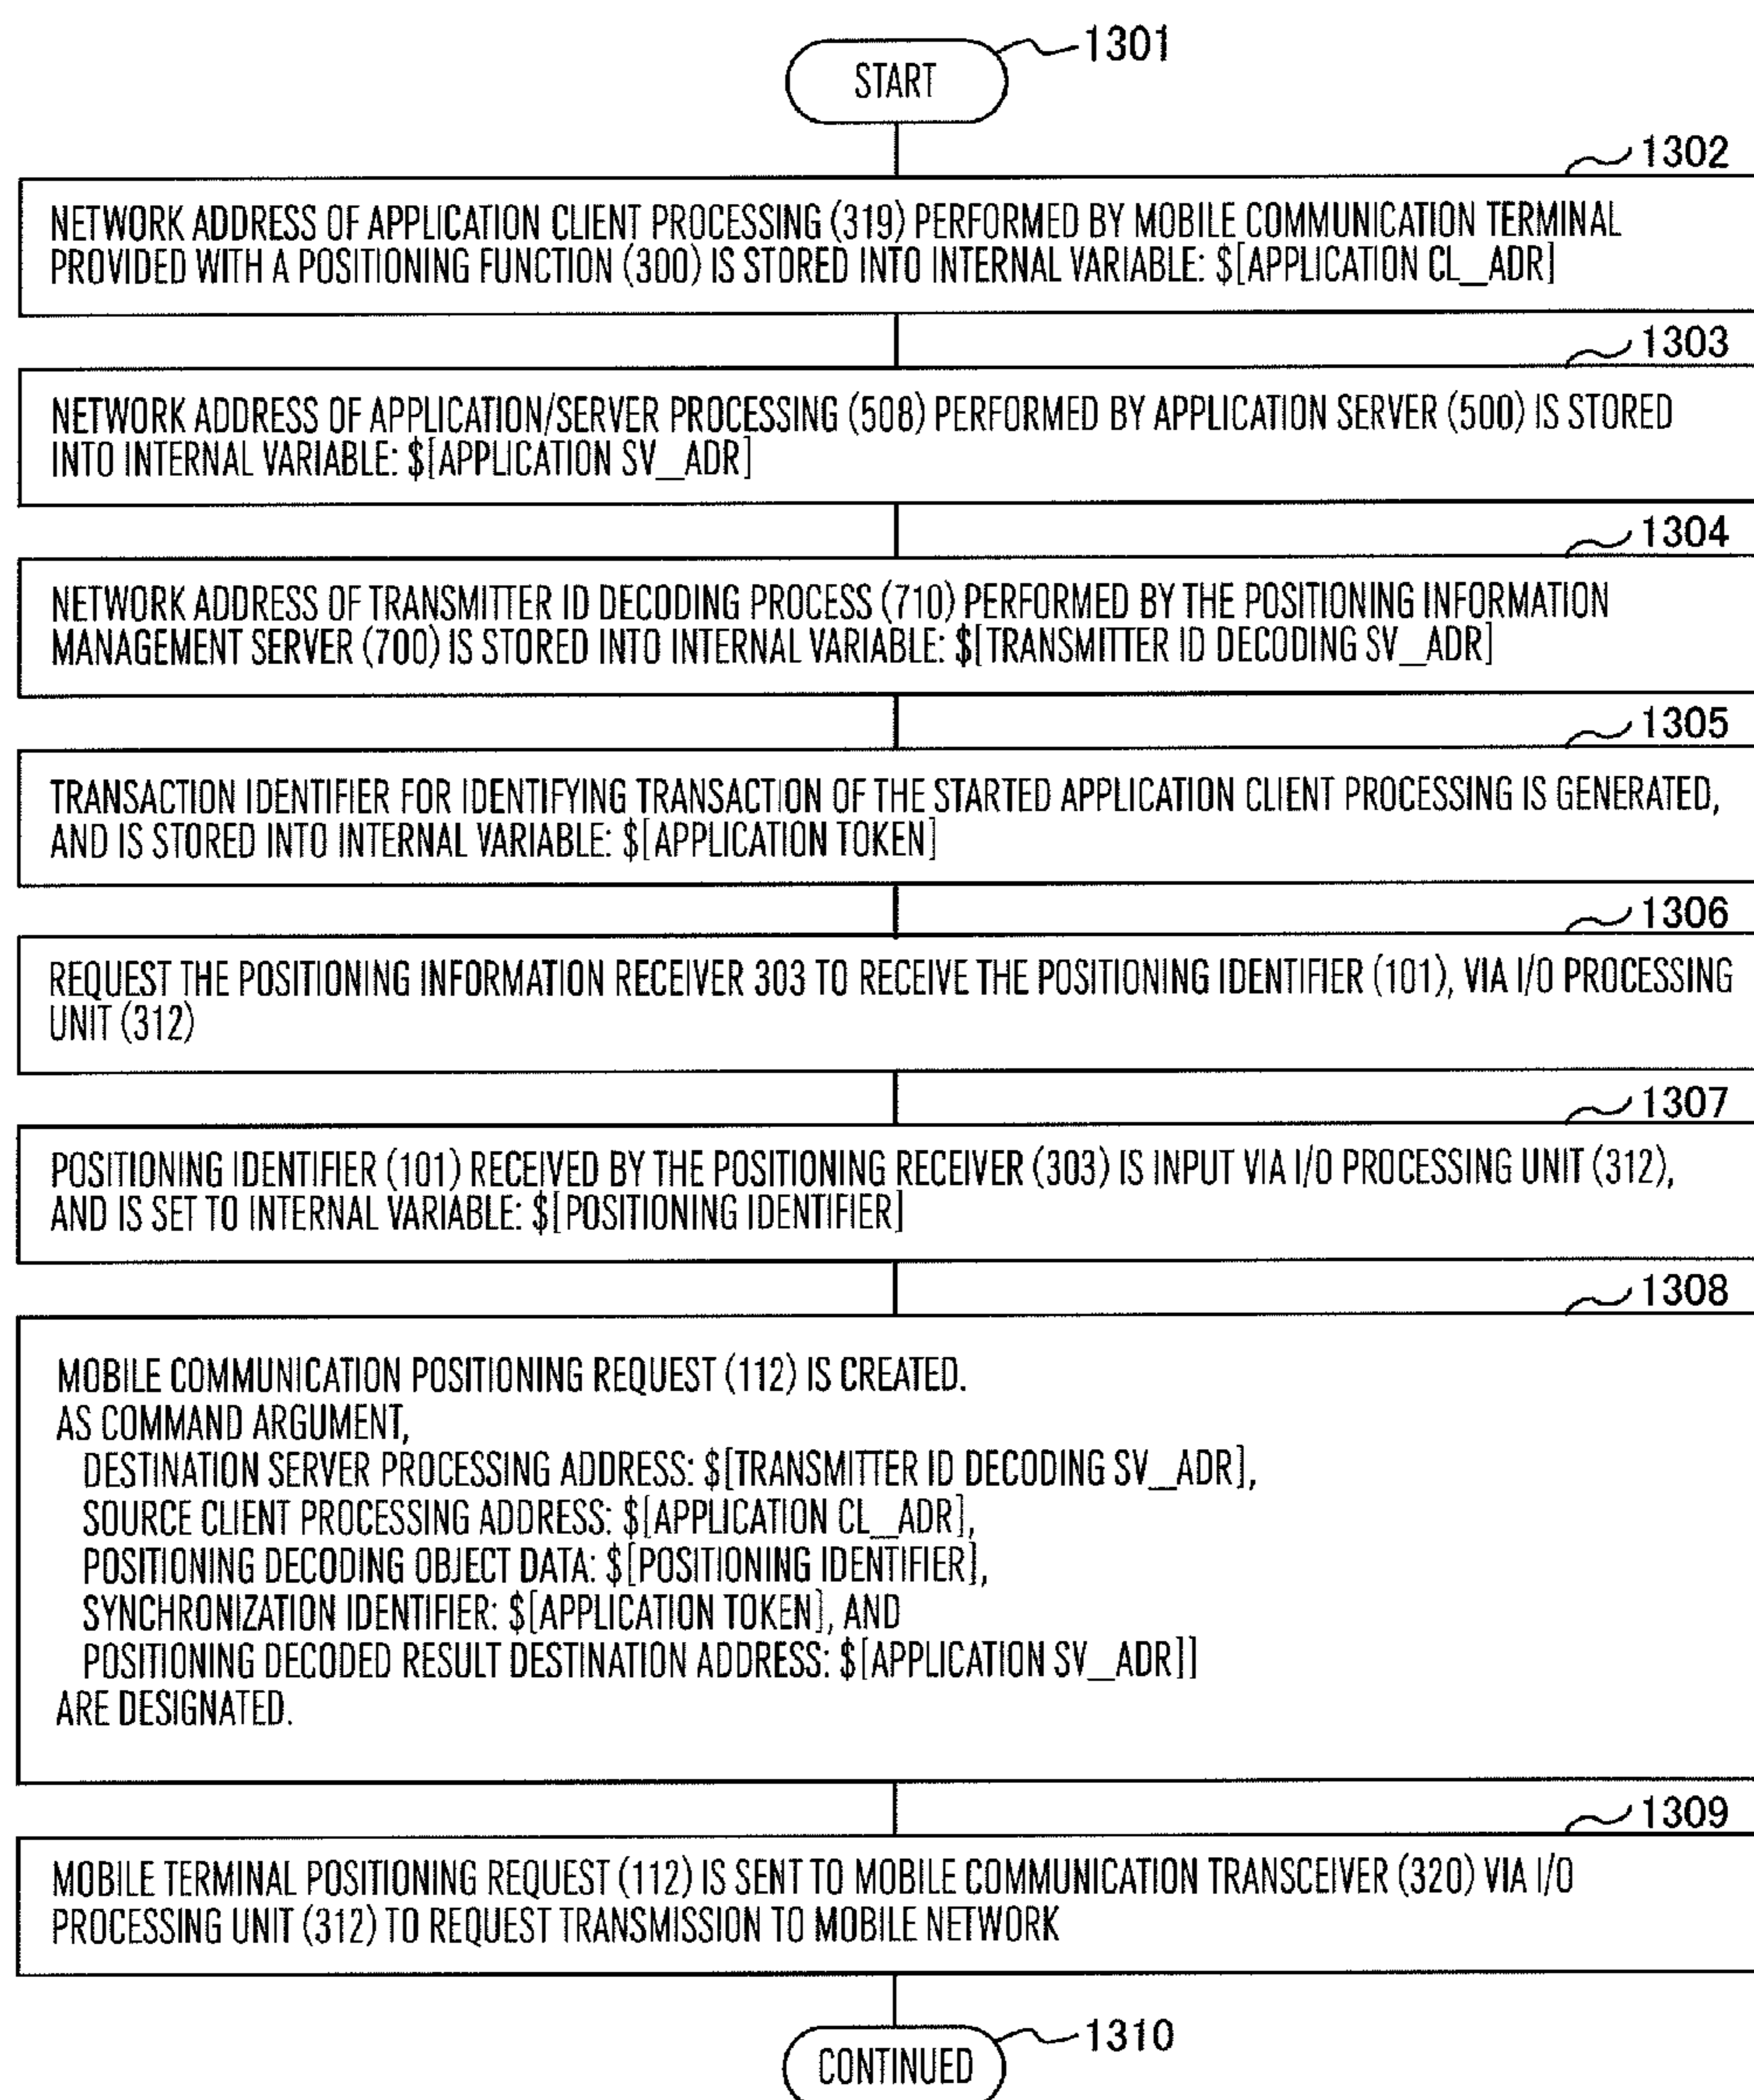 START
1301
1302
NETWORK ADDRESS OF APPLICATION CLIENT PROCESSING (319) PERFORMED BY MOBILE COMMUNICATION TERMINAL
PROVIDED WITH A POSITIONING FUNCTION (300) IS STORED INTO INTERNAL VARIABLE: $[APPLICATION CL_ADR]
1303
NETWORK ADDRESS OF APPLICATION/SERVER PROCESSING (508) PERFORMED BY APPLICATION SERVER (500) IS STORED
INTO INTERNAL VARIABLE: $[APPLICATION SV_ADR]
1304
NETWORK ADDRESS OF TRANSMITTER ID DECODING PROCESS (710) PERFORMED BY THE POSITIONING INFORMATION
MANAGEMENT SERVER (700) IS STORED INTO INTERNAL VARIABLE: $[TRANSMITTER ID DECODING SV_ADR]
1305
TRANSACTION IDENTIFIER FOR IDENTIFYING TRANSACTION OF THE STARTED APPLICATION CLIENT PROCESSING IS GENERATED,
AND IS STORED INTO INTERNAL VARIABLE: $[APPLICATION TOKEN]
1306
REQUEST THE POSITIONING INFORMATION RECEIVER 303 TO RECEIVE THE POSITIONING IDENTIFIER (101), VIA I/O PROCESSING
UNIT (312)
1307
POSITIONING IDENTIFIER (101) RECEIVED BY THE POSITIONING RECEIVER (303) IS INPUT VIA I/O PROCESSING UNIT (312),
AND IS SET TO INTERNAL VARIABLE: $[POSITIONING IDENTIFIER]
1308
MOBILE COMMUNICATION POSITIONING REQUEST (112) IS CREATED.
AS COMMAND ARGUMENT,
DESTINATION SERVER PROCESSING ADDRESS: $[TRANSMITTER ID DECODING SV_ADR],
SOURCE CLIENT PROCESSING ADDRESS: $[APPLICATION CL_ADR],
POSITIONING DECODING OBJECT DATA: $[POSITIONING IDENTIFIER],
SYNCHRONIZATION IDENTIFIER: $[APPLICATION TOKEN], AND
POSITIONING DECODED RESULT DESTINATION ADDRESS: $[APPLICATION SV_ADR]]
ARE DESIGNATED.
1309
MOBILE TERMINAL POSITIONING REQUEST (112) IS SENT TO MOBILE COMMUNICATION TRANSCEIVER (320) VIA I/O
PROCESSING UNIT (312) TO REQUEST TRANSMISSION TO MOBILE NETWORK
1310
CONTINUED